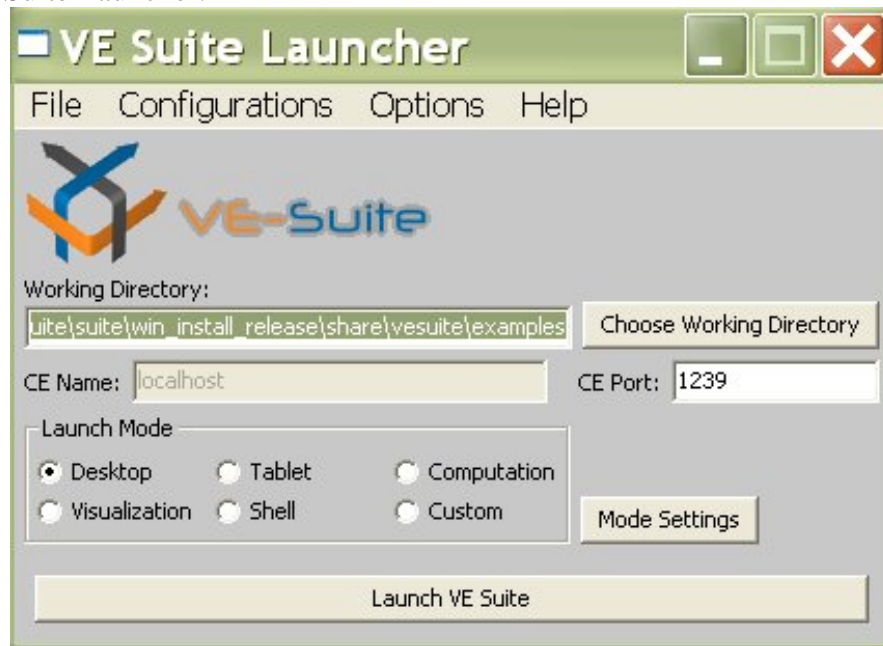 VE Suite Launcher
File Configurations Options Help
VE-Suite
Working Directory:
uite\suite\win_install_release\share\vesuite\examples Choose Working Directory
CE Name: localhost CE Port: 1239
Launch Mode
Desktop Tablet Computation
Visualization Shell Custom Mode Settings
Launch VE Suite